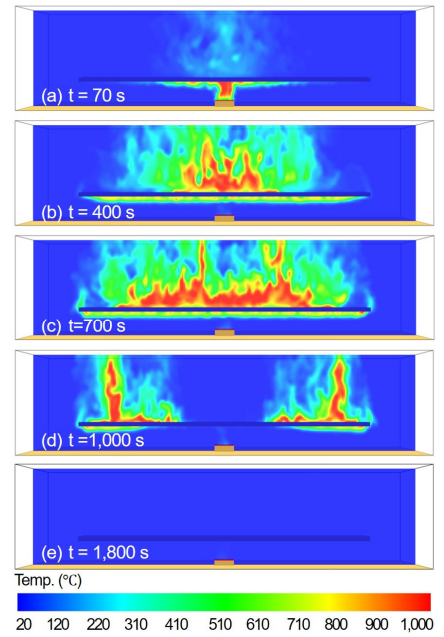 (a) t = 70 s
(b) t = 400 s
(c) t=700 s
(d) t =1,000 s
(e) t = 1,800 s
Temp. (℃)
20 120 220 310 410 510 610 710 800 900 1,000